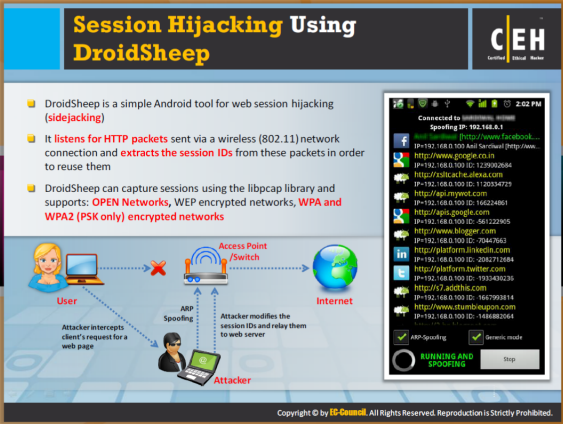 Session Hijacking Using
DroidSheep
CEH
Certified Ethical Hacker
DroidSheep is a simple Android tool for web session hijacking
(sidejacking)
It listens for HTTP packets sent via a wireless (802.11) network
connection and extracts the session IDs from these packets in order
to reuse them
DroidSheep can capture sessions using the libpcap library and
supports: OPEN Networks, WEP encrypted networks, WPA and
WPA2 (PSK only) encrypted networks
User
Access Point
/Switch
Internet
Attacker intercepts
client's request for a
web page
ARP
Spoofing
Attacker modifies the
session IDs and relay them
to web server
Attacker
2:02 PM
Connected to
Spoofing IP: 192.168.0.1
[http://www.facebook....
IP=192.168.0.100 Anil Sardiwal [http://ww...
http://www.google.co.in
IP=192.168.0.100 ID: 1239002684
http://xsltcache.alexa.com
IP=192.168.0.100 ID: 1120334729
http://api.mywot.com
IP=192.168.0.100 ID: 166224861
http://apis.google.com
IP=192.168.0.100 ID: -561222905
http://www.blogger.com
IP=192.168.0.100 ID: -70447663
http://platform.linkedin.com
IP=192.168.0.100 ID: -2082712684
http://platform.twitter.com
IP=192.168.0.100 ID: -1933430236
http://s7.addthis.com
IP=192.168.0.100 ID: -1667993814
http://www.stumbleupon.com
IP=192.168.0.100 ID: -1486882064
ARP-Spoofing
Generic mode
RUNNING AND
SPOOFING
Stop
Copyright © by EC-Council. All Rights Reserved. Reproduction is Strictly Prohibited.